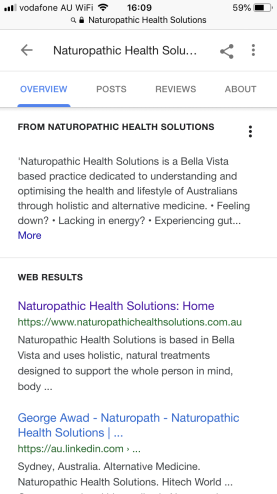 vodafone AU WiFi 16:09 59%
Naturopathic Health Solutions
Naturopathic Health Solu...
OVERVIEW POSTS REVIEWS ABOUT
FROM NATUROPATHIC HEALTH SOLUTIONS
'Naturopathic Health Solutions is a Bella Vista
based practice dedicated to understanding and
optimising the health and lifestyle of Australians
through holistic and alternative medicine. • Feeling
down? • Lacking in energy? • Experiencing gut...
More
WEB RESULTS
Naturopathic Health Solutions: Home
https://www.naturopathichealthsolutions.com.au
Naturopathic Health Solutions is based in Bella
Vista and uses holistic, natural treatments
designed to support the whole person in mind,
body ...
George Awad - Naturopath - Naturopathic
Health Solutions | ...
https://au.linkedin.com › ...
Sydney, Australia. Alternative Medicine.
Naturopathic Health Solutions. Hitech World ...